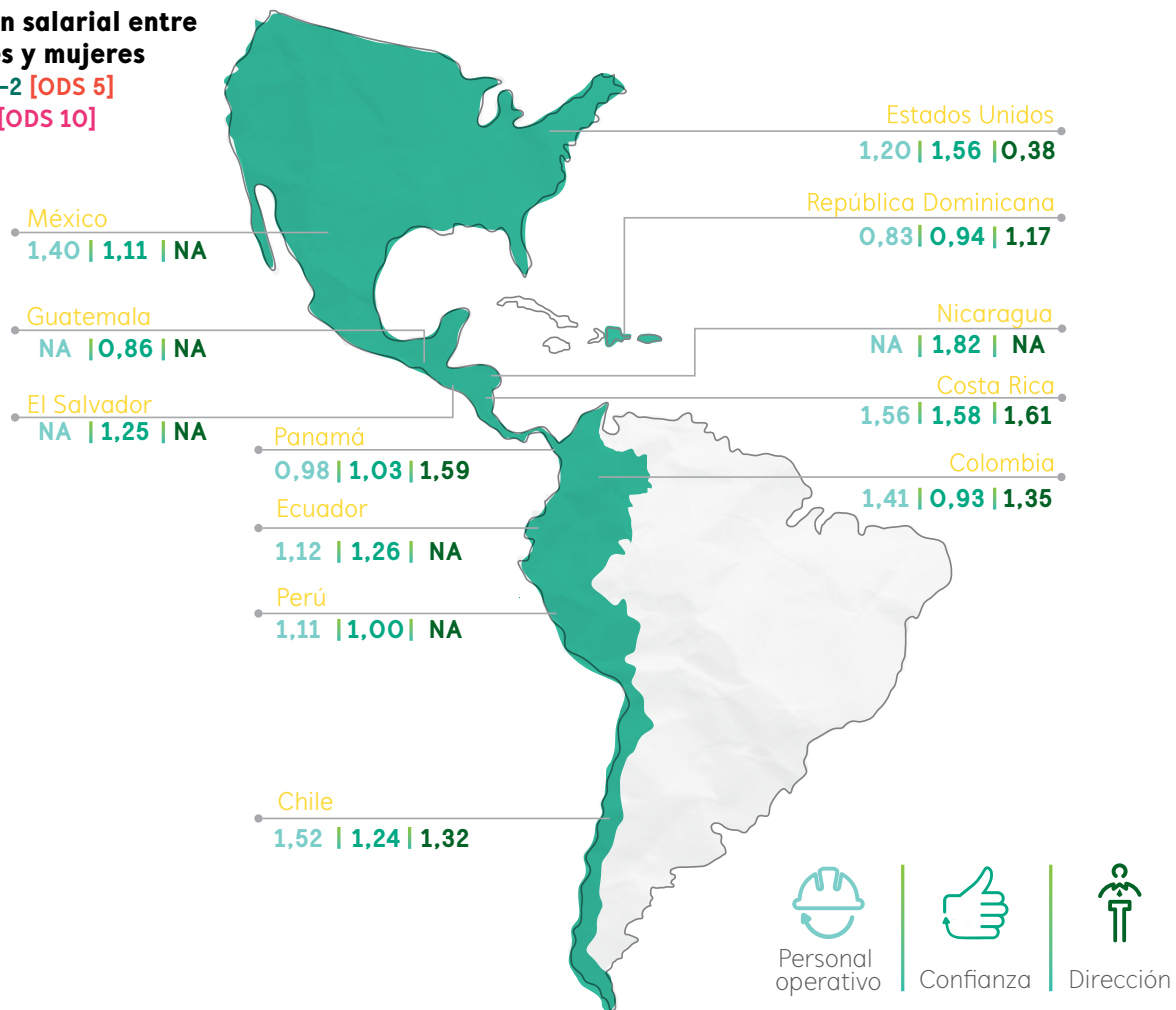 n salarial entre
s y mujeres
-2 [ODS 5]
[ODS 10]
Estados Unidos
1,20 | 1,56 | 0,38
República Dominicana
0,83 | 0,94 | 1,17
México
1,40 | 1,11 | NA
Guatemala
NA | 0,86 | NA
Nicaragua
NA | 1,82 | NA
El Salvador
NA | 1,25 | NA
Costa Rica
1,56 | 1,58 | 1,61
Panamá
0,98 | 1,03 | 1,59
Colombia
1,41 | 0,93 | 1,35
Ecuador
1,12 | 1,26 | NA
Perú
1,11 | 1,00 | NA
Chile
1,52 | 1,24 | 1,32
Personal
operativo
Confianza
Dirección